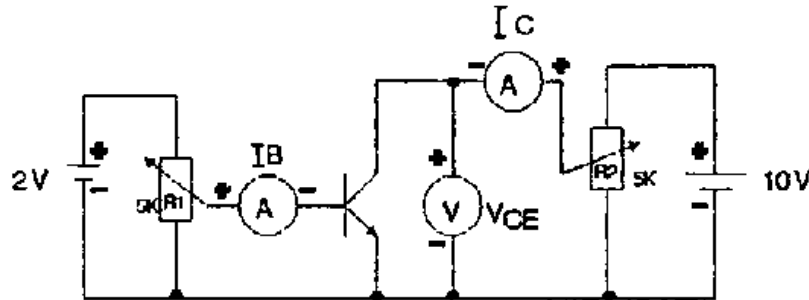 IC
- A +
2V + -
5K R1
IB
+ A -
+ V - VCE
R2 5K
+ - 10V